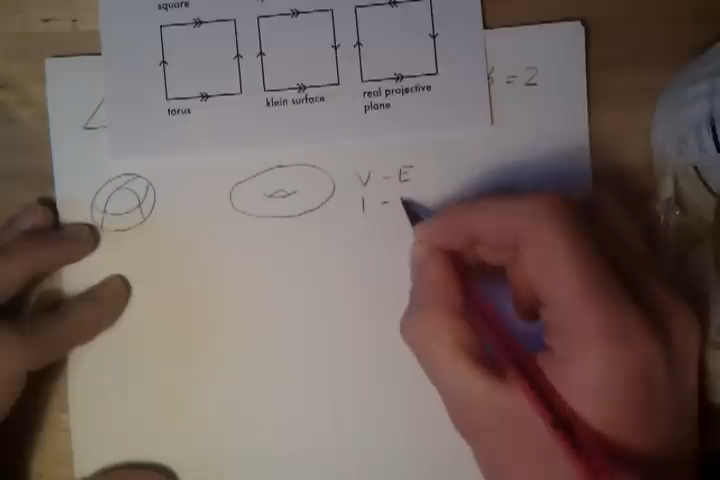 square
torus
klein surface
real projective
plane
= 2
V - E
1 -